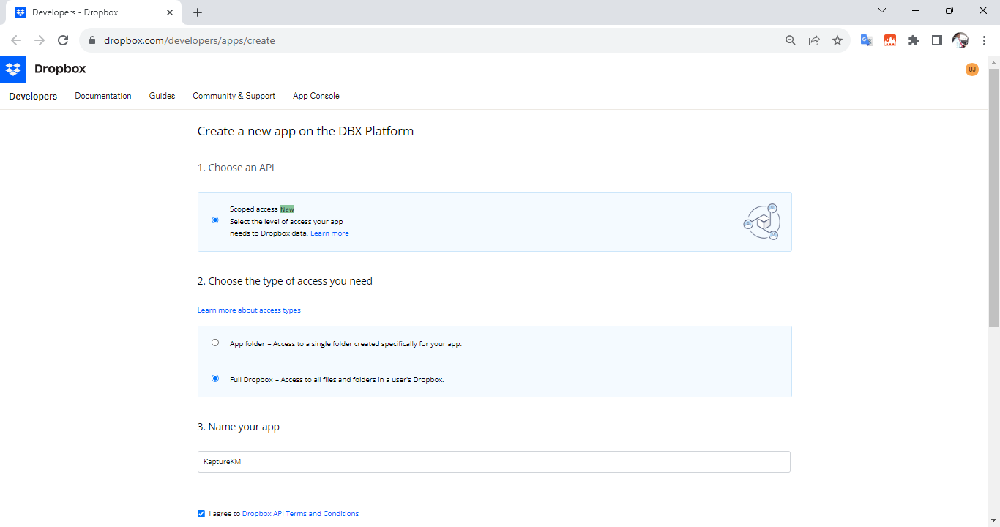 Developers - Dropbox
dropbox.com/developers/apps/create
Dropbox
UJ
Developers Documentation Guides Community & Support App Console
Create a new app on the DBX Platform
1. Choose an API
Scoped access New
Select the level of access your app
needs to Dropbox data. Learn more
2. Choose the type of access you need
Learn more about access types
App folder – Access to a single folder created specifically for your app.
Full Dropbox – Access to all files and folders in a user's Dropbox.
3. Name your app
KaptureKM
I agree to Dropbox API Terms and Conditions